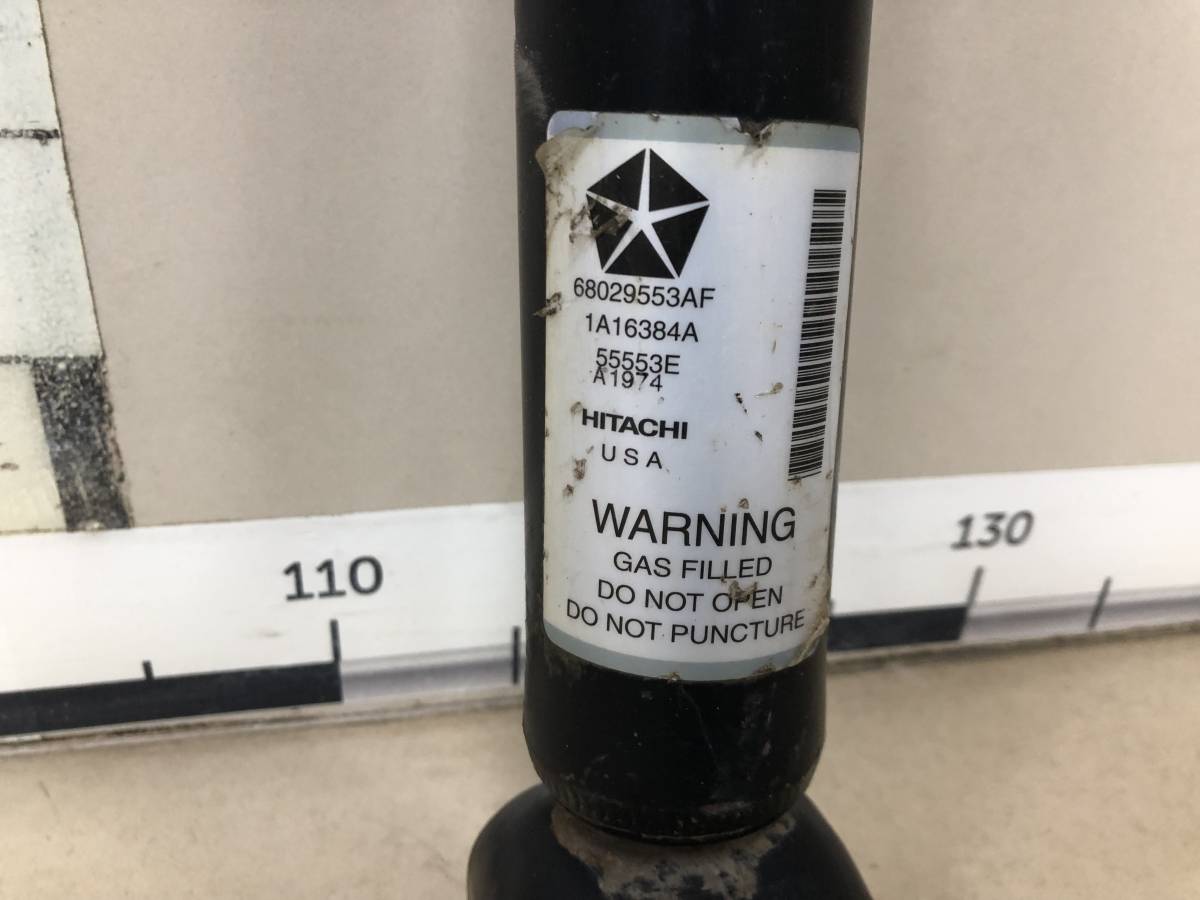 68029553AF
1A16384A
55553E
A1974
HITACHI
USA
WARNING
GAS FILLED
DO NOT OPEN
DO NOT PUNCTURE
110
130